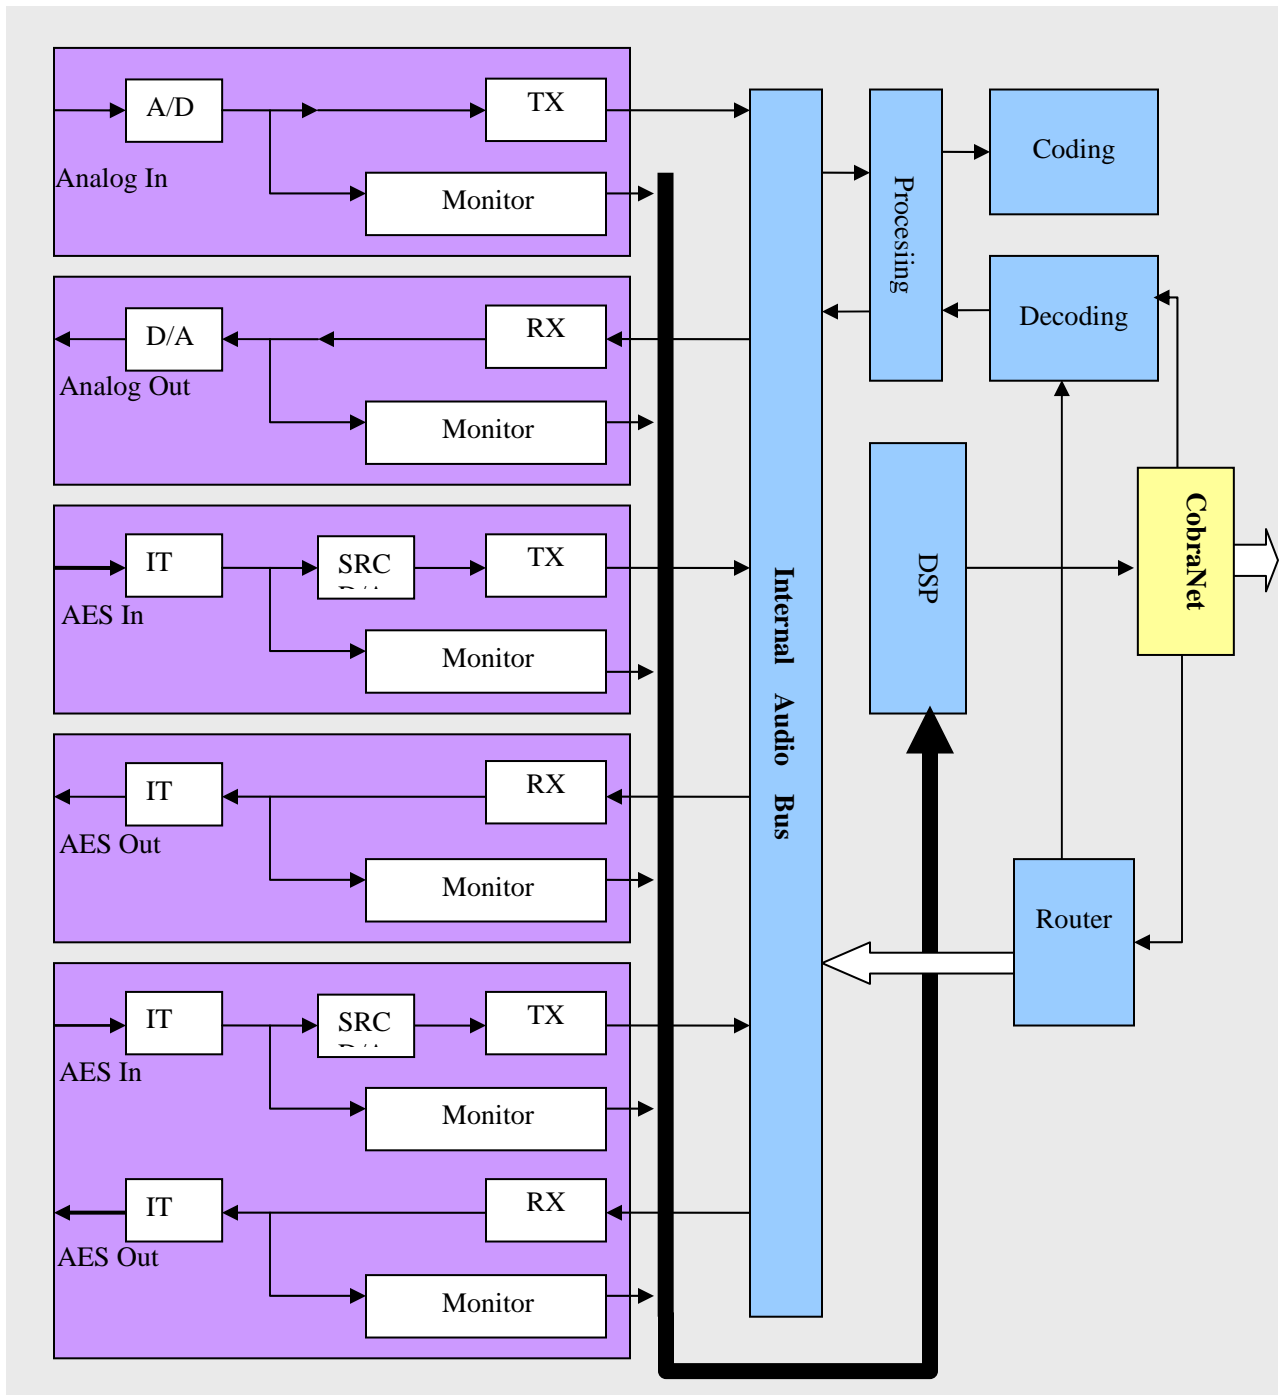 A/D
TX
Analog In
Monitor
D/A
RX
Analog Out
Monitor
IT
SRC
TX
AES In
Monitor
IT
RX
AES Out
Monitor
IT
SRC
TX
AES In
Monitor
IT
RX
AES Out
Monitor
Internal Audio Bus
Procesiing
Coding
Decoding
DSP
CobraNet
Router